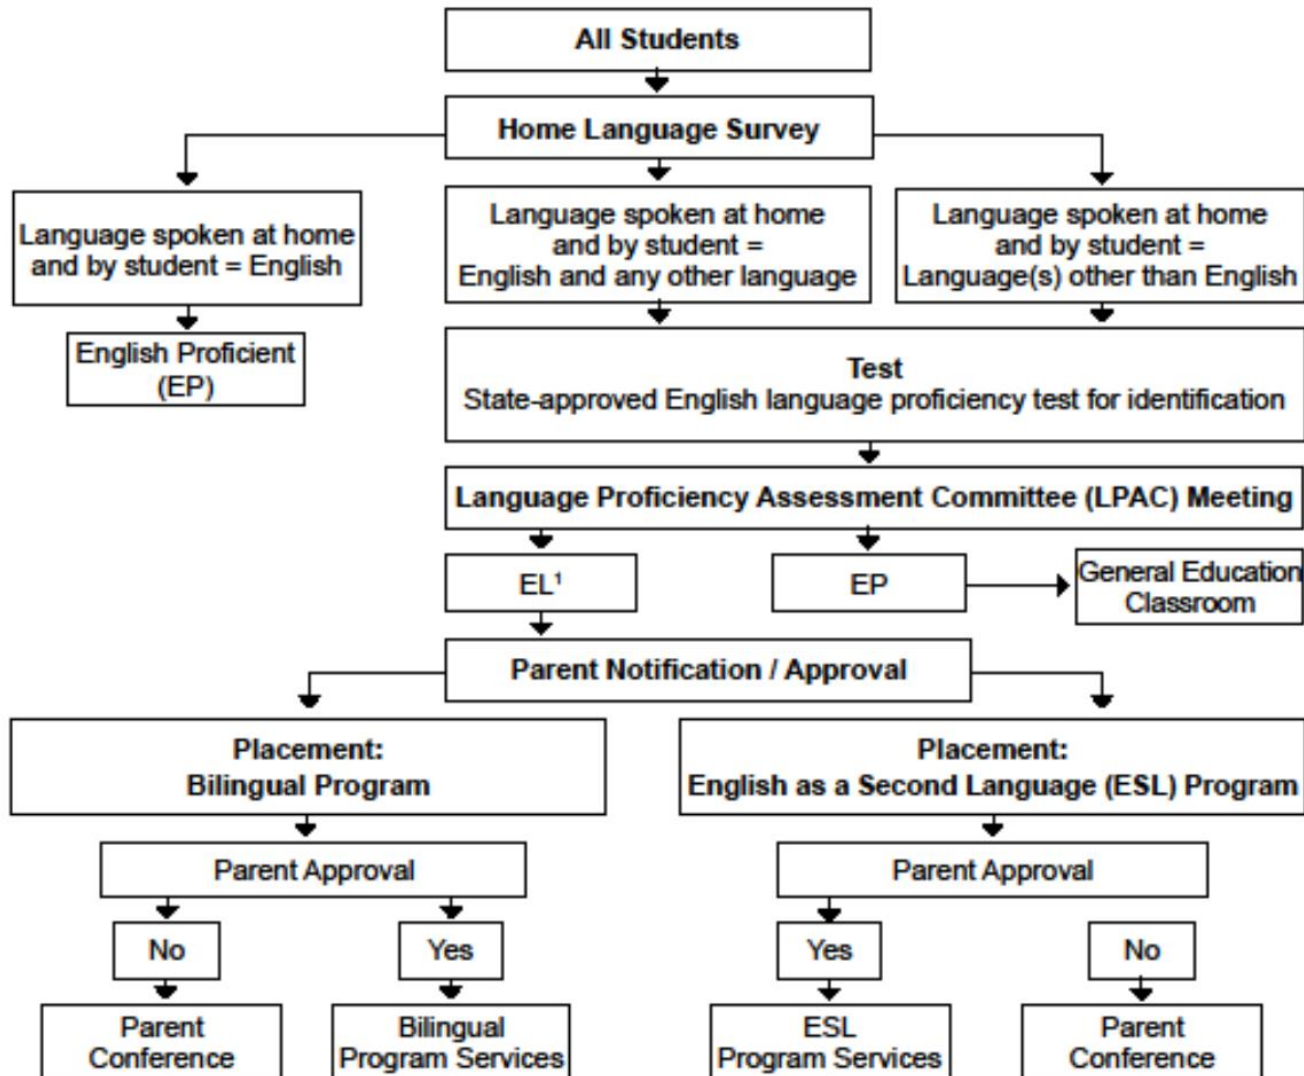 All Students
Home Language Survey
Language spoken at home
and by student = English
Language spoken at home
and by student =
English and any other language
Language spoken at home
and by student =
Language(s) other than English
English Proficient
(EP)
Test
State-approved English language proficiency test for identification
Language Proficiency Assessment Committee (LPAC) Meeting
EL¹
EP
General Education
Classroom
Parent Notification / Approval
Placement:
Bilingual Program
Placement:
English as a Second Language (ESL) Program
Parent Approval
Parent Approval
No
Yes
Yes
No
Parent
Conference
Bilingual
Program Services
ESL
Program Services
Parent
Conference